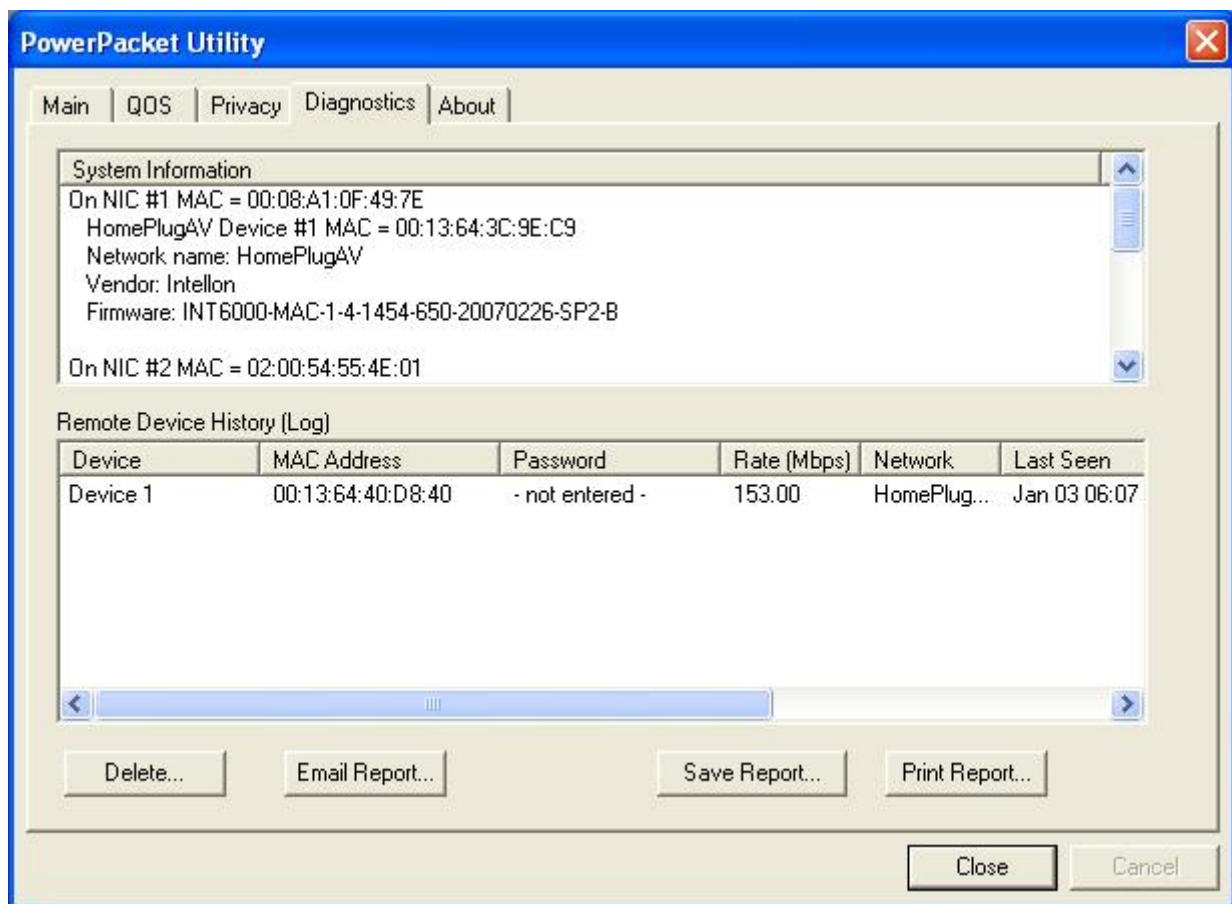 PowerPacket Utility
Main QOS Privacy Diagnostics About
System Information
On NIC #1 MAC = 00:08:A1:0F:49:7E
HomePlugAV Device #1 MAC = 00:13:64:3C:9E:C9
Network name: HomePlugAV
Vendor: Intellon
Firmware: INT6000-MAC-1-4-1454-650-20070226-SP2-B
On NIC #2 MAC = 02:00:54:55:4E:01
Remote Device History (Log)
Device MAC Address Password Rate (Mbps) Network Last Seen
Device 1 00:13:64:40:D8:40 - not entered - 153.00 HomePlug... Jan 03 06:07
Delete... Email Report... Save Report... Print Report...
Close Cancel